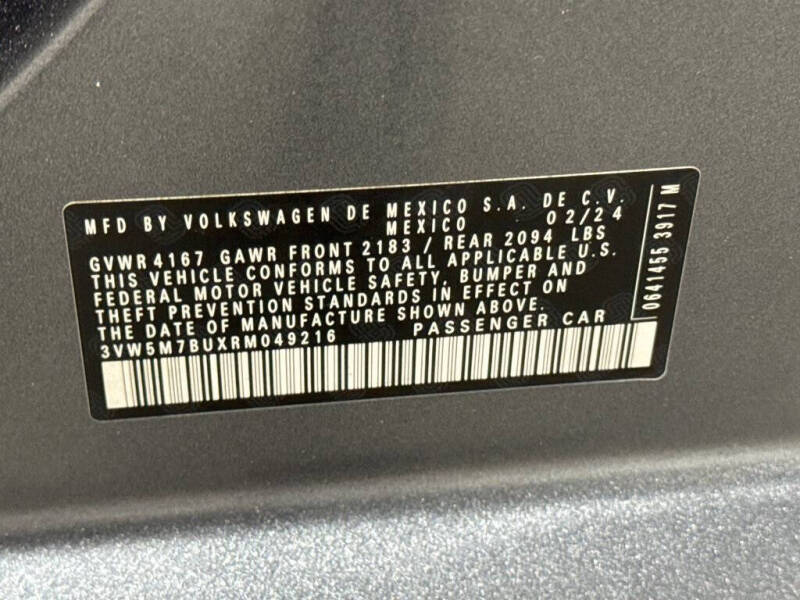 MFD BY VOLKSWAGEN DE MEXICO S.A. DE C.V.
MEXICO 02/24
GVWR 4167 GAWR FRONT 2183 / REAR 2094 LBS
THIS VEHICLE CONFORMS TO ALL APPLICABLE U.S.
FEDERAL MOTOR VEHICLE SAFETY, BUMPER AND
THEFT PREVENTION STANDARDS IN EFFECT ON
THE DATE OF MANUFACTURE SHOWN ABOVE.
3VW5M7BUXRM049216 PASSENGER CAR
0641455 3917 M